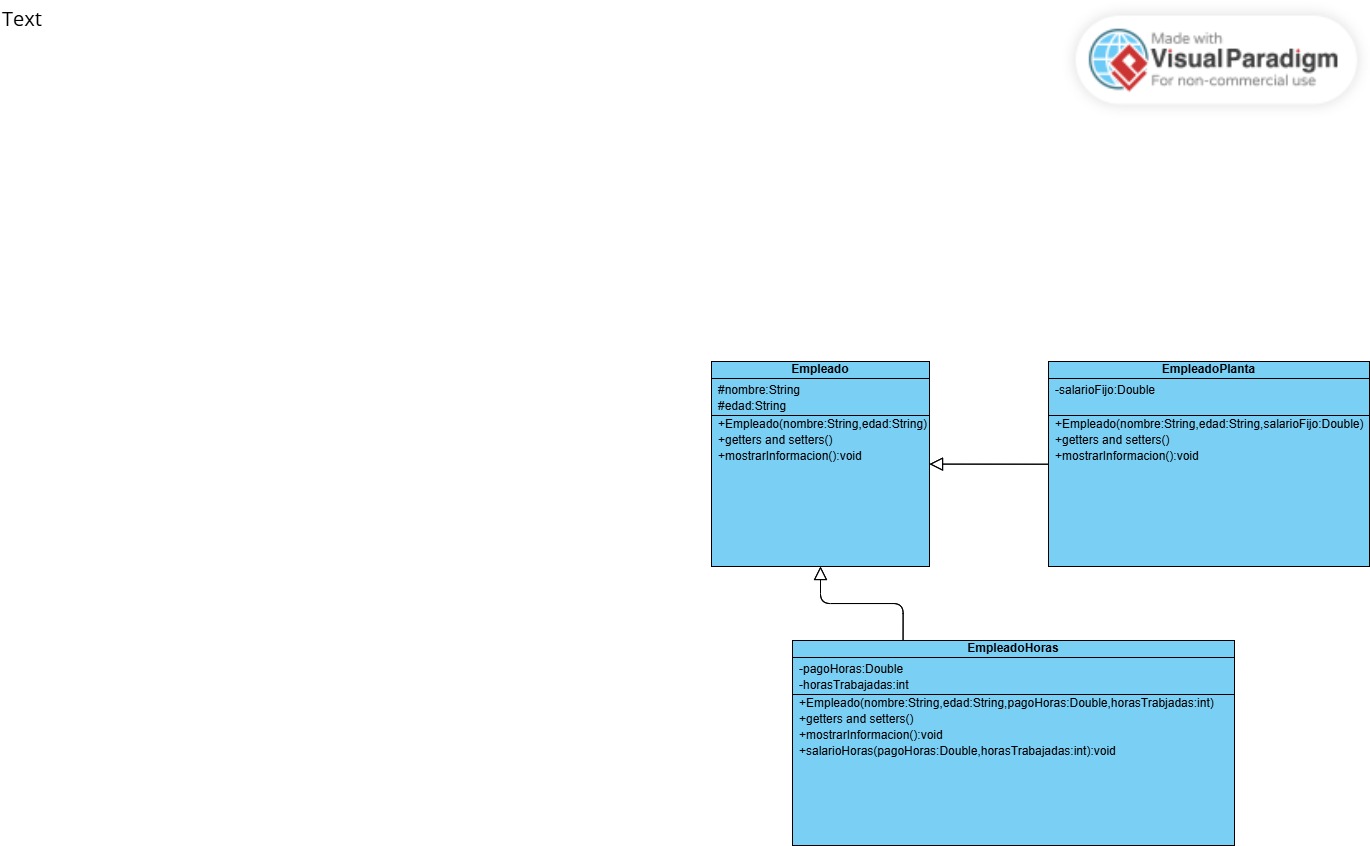 Text
Made with
Visual Paradigm
For non-commercial use
Empleado
#nombre:String
#edad:String
+Empleado(nombre:String,edad:String)
+getters and setters()
+mostrarInformacion():void
EmpleadoPlanta
-salarioFijo:Double
+Empleado(nombre:String,edad:String,salarioFijo:Double)
+getters and setters()
+mostrarInformacion():void
EmpleadoHoras
-pagoHoras:Double
-horasTrabajadas:int
+Empleado(nombre:String,edad:String,pagoHoras:Double,horasTrabjadas:int)
+getters and setters()
+mostrarInformacion():void
+salarioHoras(pagoHoras:Double,horasTrabajadas:int):void